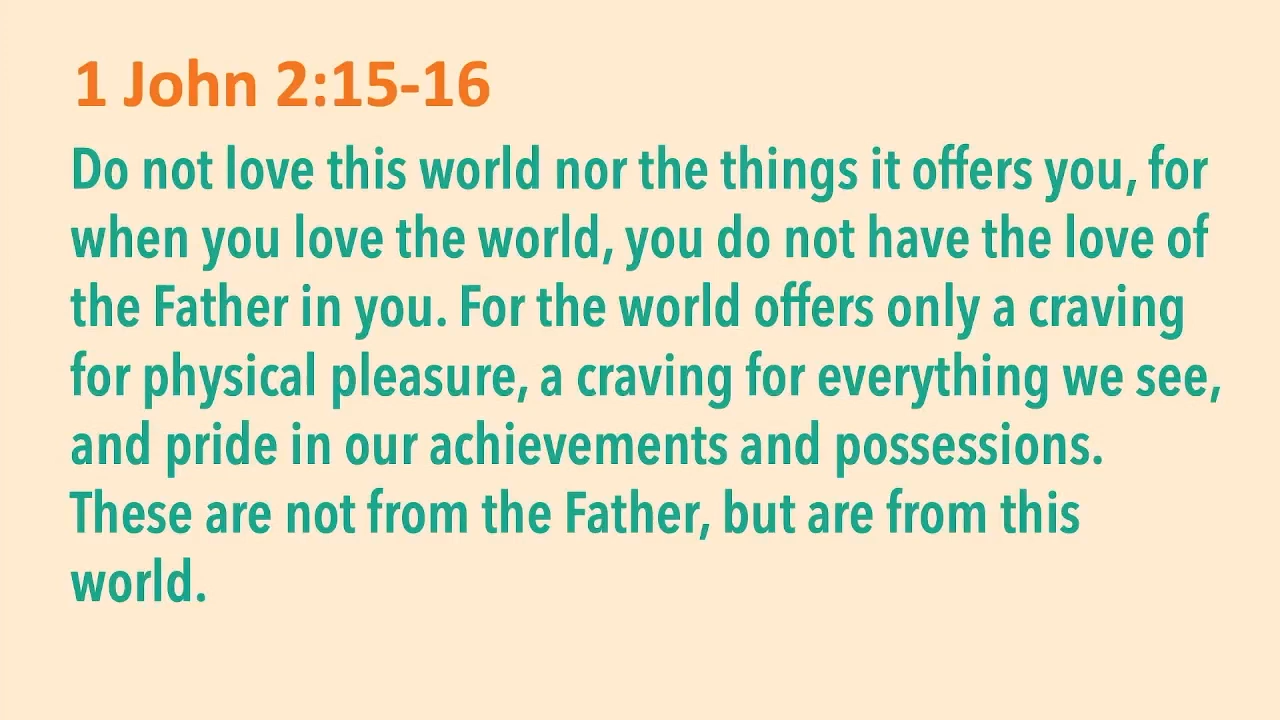 1 John 2:15-16
Do not love this world nor the things it offers you, for
when you love the world, you do not have the love of
the Father in you. For the world offers only a craving
for physical pleasure, a craving for everything we see,
and pride in our achievements and possessions.
These are not from the Father, but are from this
world.